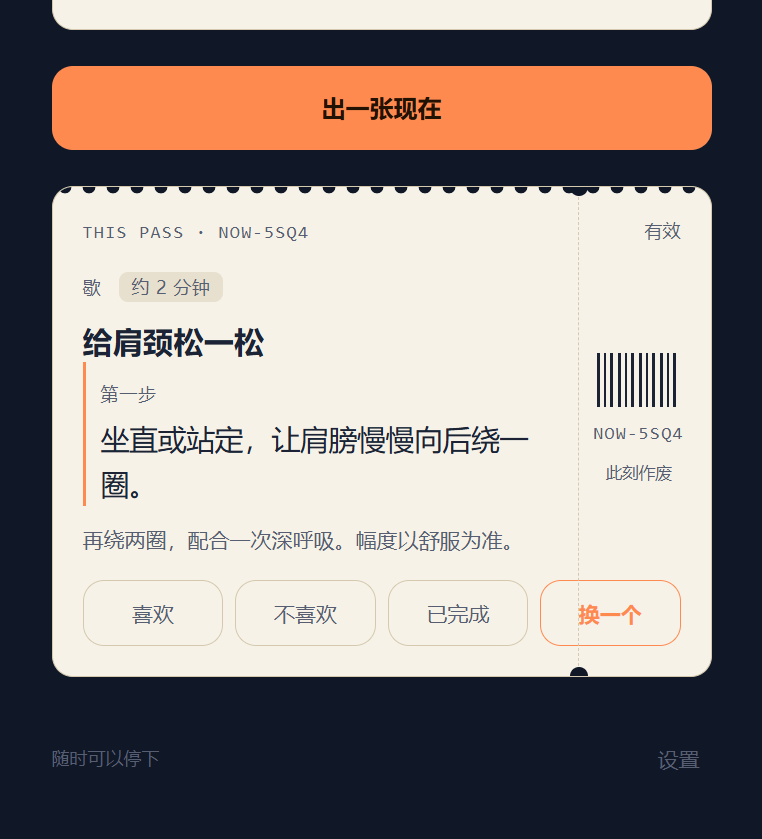 出一张现在
THIS PASS · NOW-5SQ4
有效
歇
约 2 分钟
给肩颈松一松
第一步
坐直或站定，让肩膀慢慢向后绕一
圈。
NOW-5SQ4
此刻作废
再绕两圈，配合一次深呼吸。幅度以舒服为准。
喜欢
不喜欢
已完成
换一个
随时可以停下
设置